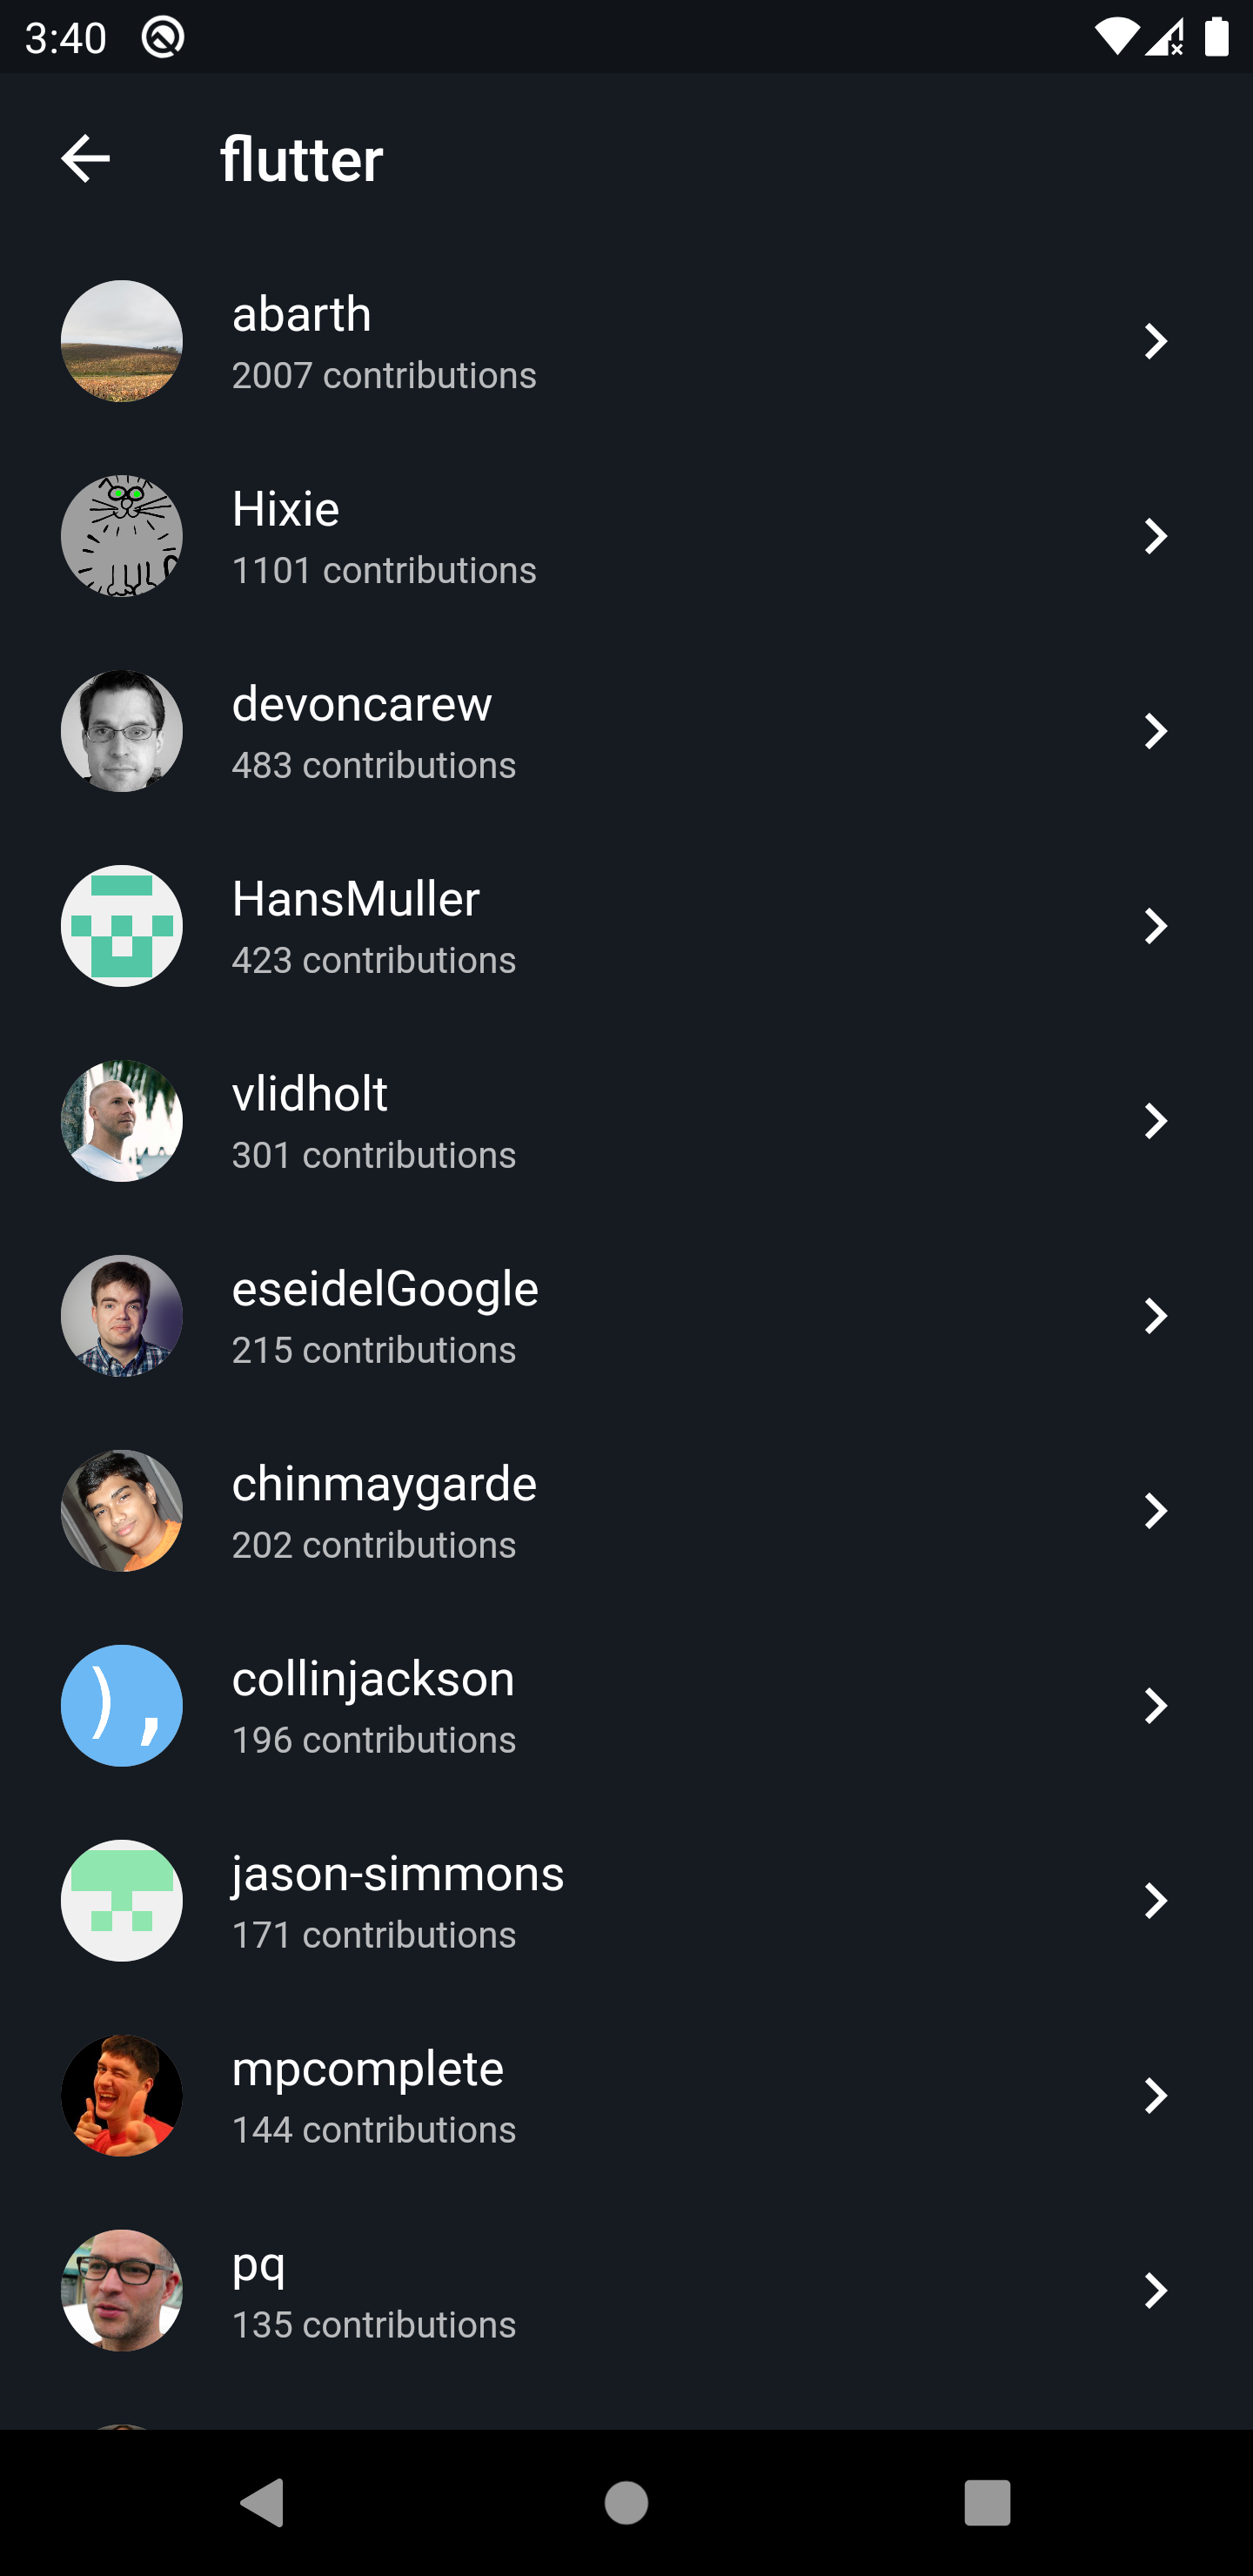 3:40
flutter
abarth
2007 contributions
Hixie
1101 contributions
devoncarew
483 contributions
HansMuller
423 contributions
vlidholt
301 contributions
eseidelGoogle
215 contributions
chinmaygarde
202 contributions
),
collinjackson
196 contributions
jason-simmons
171 contributions
mpcomplete
144 contributions
pq
135 contributions